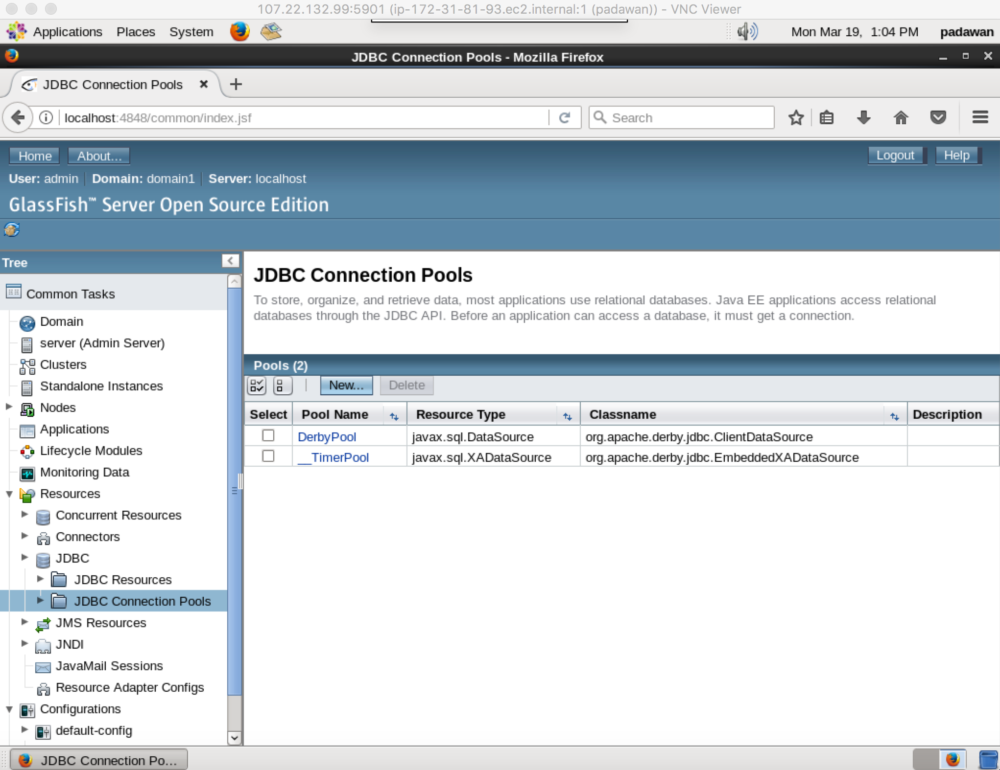 107.22.132.99:5901 (ip-172-31-81-93.ec2.internal:1 (padawan)) - VNC Viewer
Applications Places System Mon Mar 19, 1:04 PM padawan
JDBC Connection Pools - Mozilla Firefox
JDBC Connection Pools
localhost:4848/common/index.jsf Search
Home About... Logout Help
User: admin Domain: domain1 Server: localhost
GlassFish™ Server Open Source Edition
Tree
Common Tasks
Domain
server (Admin Server)
Clusters
Standalone Instances
Nodes
Applications
Lifecycle Modules
Monitoring Data
Resources
Concurrent Resources
Connectors
JDBC
JDBC Resources
JDBC Connection Pools
JMS Resources
JNDI
JavaMail Sessions
Resource Adapter Configs
Configurations
default-config
JDBC Connection Pools
To store, organize, and retrieve data, most applications use relational databases. Java EE applications access relational
databases through the JDBC API. Before an application can access a database, it must get a connection.
Pools (2)
New... Delete
Select Pool Name Resource Type Classname Description
DerbyPool javax.sql.DataSource org.apache.derby.jdbc.ClientDataSource
__TimerPool javax.sql.XADataSource org.apache.derby.jdbc.EmbeddedXADataSource
JDBC Connection Po...